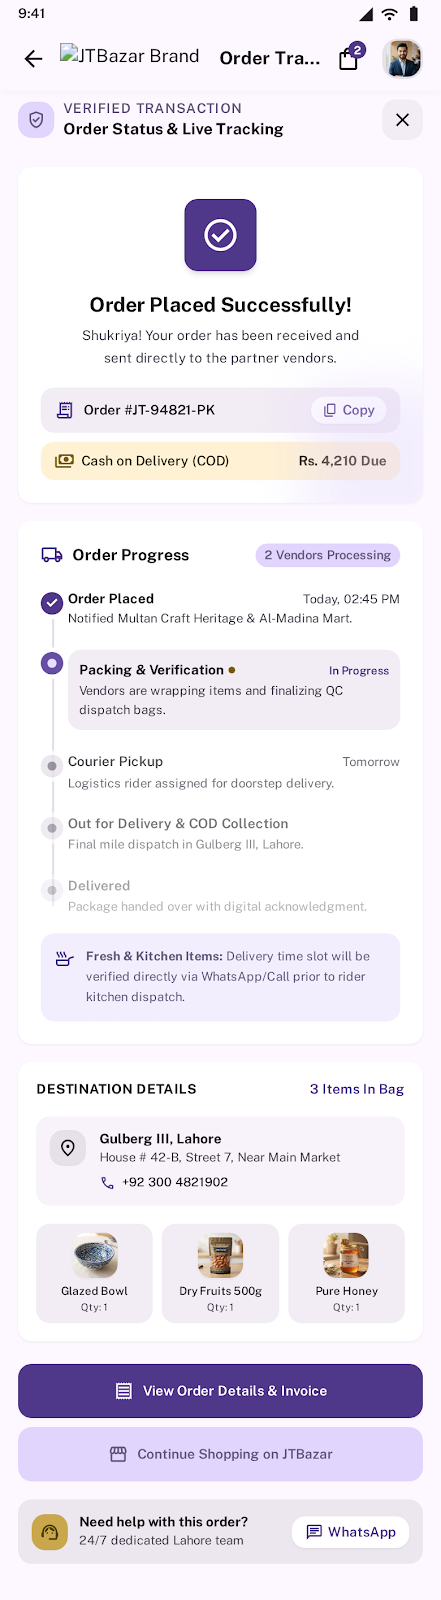 9:41
JTBazar Brand
Order Tra...
2
VERIFIED TRANSACTION
Order Status & Live Tracking
Order Placed Successfully!
Shukriya! Your order has been received and
sent directly to the partner vendors.
Order #JT-94821-PK
Copy
Cash on Delivery (COD)
Rs. 4,210 Due
Order Progress
2 Vendors Processing
Order Placed
Today, 02:45 PM
Notified Multan Craft Heritage & Al-Madina Mart.
Packing & Verification
In Progress
Vendors are wrapping items and finalizing QC
dispatch bags.
Courier Pickup
Tomorrow
Logistics rider assigned for doorstep delivery.
Out for Delivery & COD Collection
Final mile dispatch in Gulberg III, Lahore.
Delivered
Package handed over with digital acknowledgment.
Fresh & Kitchen Items: Delivery time slot will be
verified directly via WhatsApp/Call prior to rider
kitchen dispatch.
DESTINATION DETAILS
3 Items In Bag
Gulberg III, Lahore
House # 42-B, Street 7, Near Main Market
+92 300 4821902
Glazed Bowl
Qty: 1
Dry Fruits 500g
Qty: 1
Pure Honey
Qty: 1
View Order Details & Invoice
Continue Shopping on JTBazar
Need help with this order?
24/7 dedicated Lahore team
WhatsApp